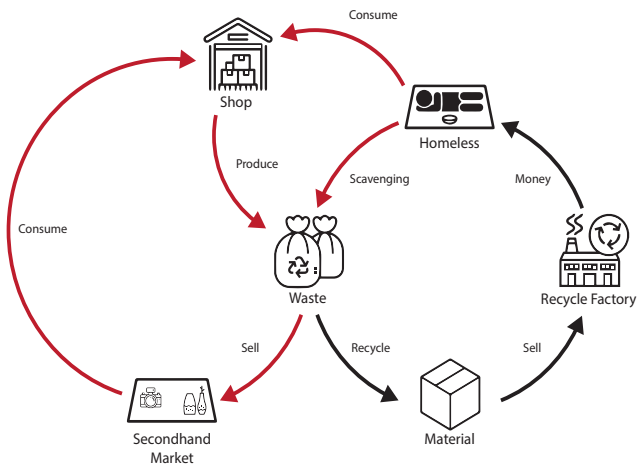 Consume
Shop
Homeless
Produce
Scavenging
Money
Consume
Waste
Recycle Factory
Sell
Recycle
Sell
Secondhand
Market
Material